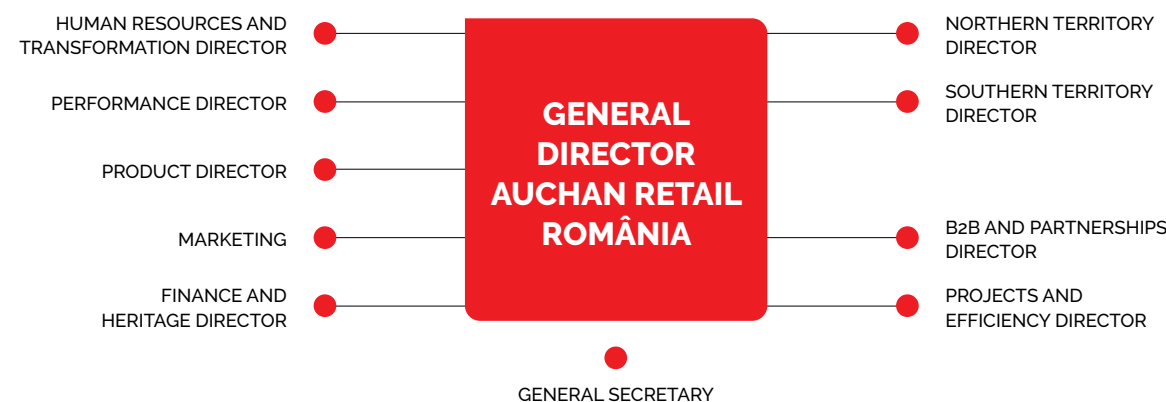 HUMAN RESOURCES AND
TRANSFORMATION DIRECTOR
PERFORMANCE DIRECTOR
PRODUCT DIRECTOR
MARKETING
FINANCE AND
HERITAGE DIRECTOR
GENERAL
DIRECTOR
AUCHAN RETAIL
ROMÂNIA
NORTHERN TERRITORY
DIRECTOR
SOUTHERN TERRITORY
DIRECTOR
B2B AND PARTNERSHIPS
DIRECTOR
PROJECTS AND
EFFICIENCY DIRECTOR
GENERAL SECRETARY